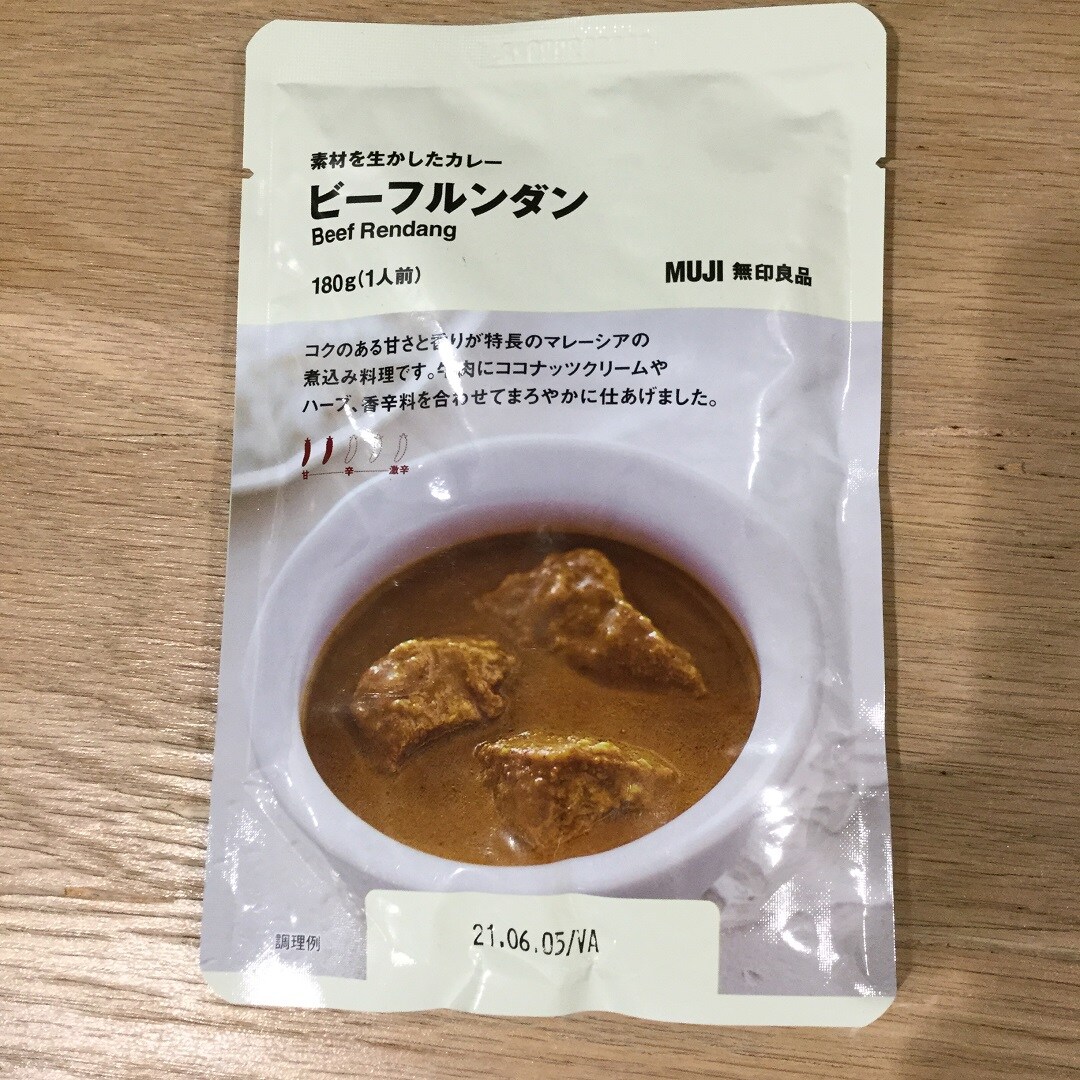 素材を生かしたカレー
ビーフルンダン
Beef Rendang
180g(1人前)
MUJI 無印良品
コクのある甘さと香りが特長のマレーシアの
煮込み料理です。牛肉にココナッツクリームや
ハーブ、香辛料を合わせてまろやかに仕あげました。
甘 辛 激辛
調理例
21.06.05/VA